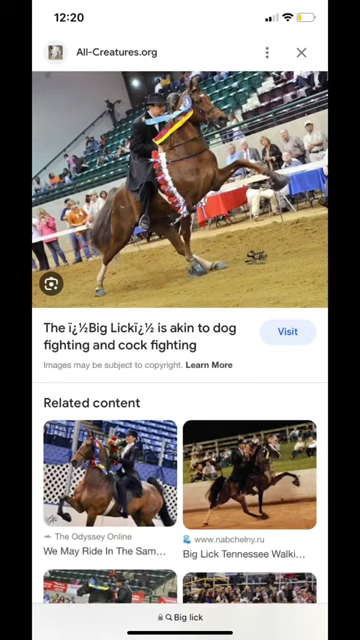 12:20
All-Creatures.org
The ï¿½Big Lickï¿½ is akin to dog
fighting and cock fighting
Visit
Images may be subject to copyright. Learn More
Related content
The Odyssey Online
We May Ride In The Sam...
www.nabchelny.ru
Big Lick Tennessee Walki...
Big lick